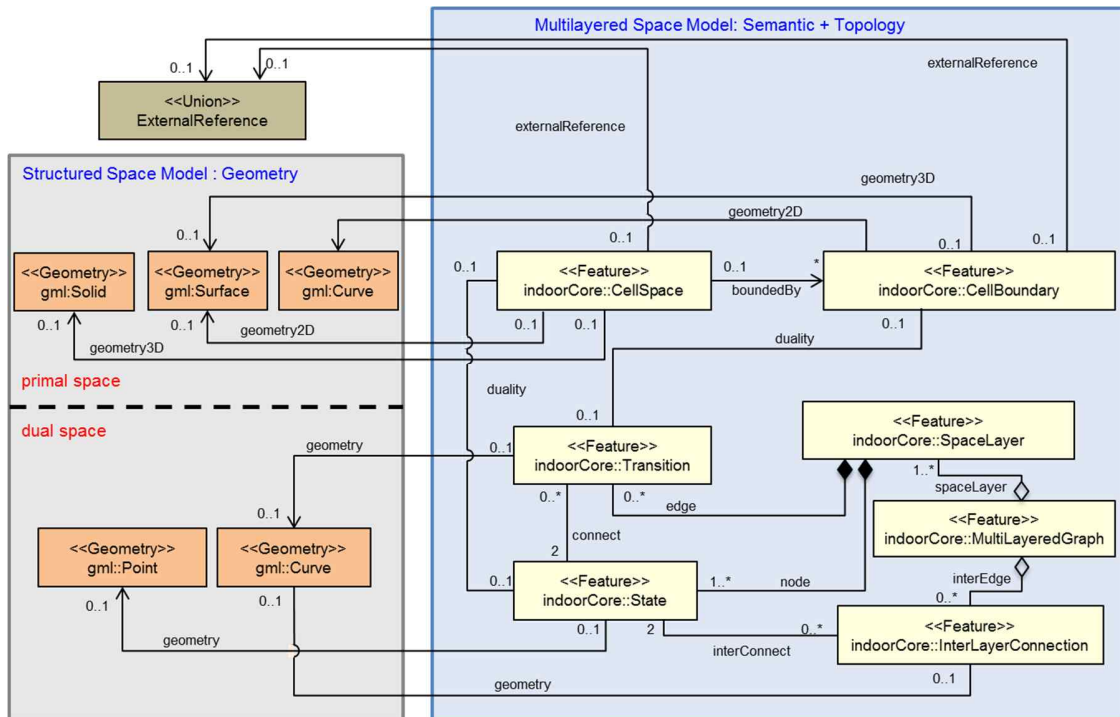 Multilayered Space Model: Semantic + Topology
0..1
0..1
externalReference
<<Union>>
ExternalReference
externalReference
Structured Space Model : Geometry
geometry3D
geometry2D
0..1
0..1
0..1
0..1
0..1
<<Geometry>>
gml:Solid
<<Geometry>>
gml:Surface
<<Geometry>>
gml:Curve
0..1
<<Feature>>
indoorCore::CellSpace
0..1
*
boundedBy
<<Feature>>
indoorCore::CellBoundary
0..1
0..1
geometry2D
0..1
0..1
0..1
geometry3D
duality
primal space
dual space
duality
0..1
<<Feature>>
indoorCore::SpaceLayer
geometry
0..1
<<Feature>>
indoorCore::Transition
1..*
spaceLayer
0..*
0..*
edge
0..1
<<Feature>>
indoorCore::MultiLayeredGraph
connect
<<Geometry>>
gml::Point
<<Geometry>>
gml::Curve
2
interEdge
0..1
<<Feature>>
indoorCore::State
1..*
node
0..*
0..1
0..1
0..1
2
0..*
<<Feature>>
indoorCore::InterLayerConnection
geometry
interConnect
geometry
0..1